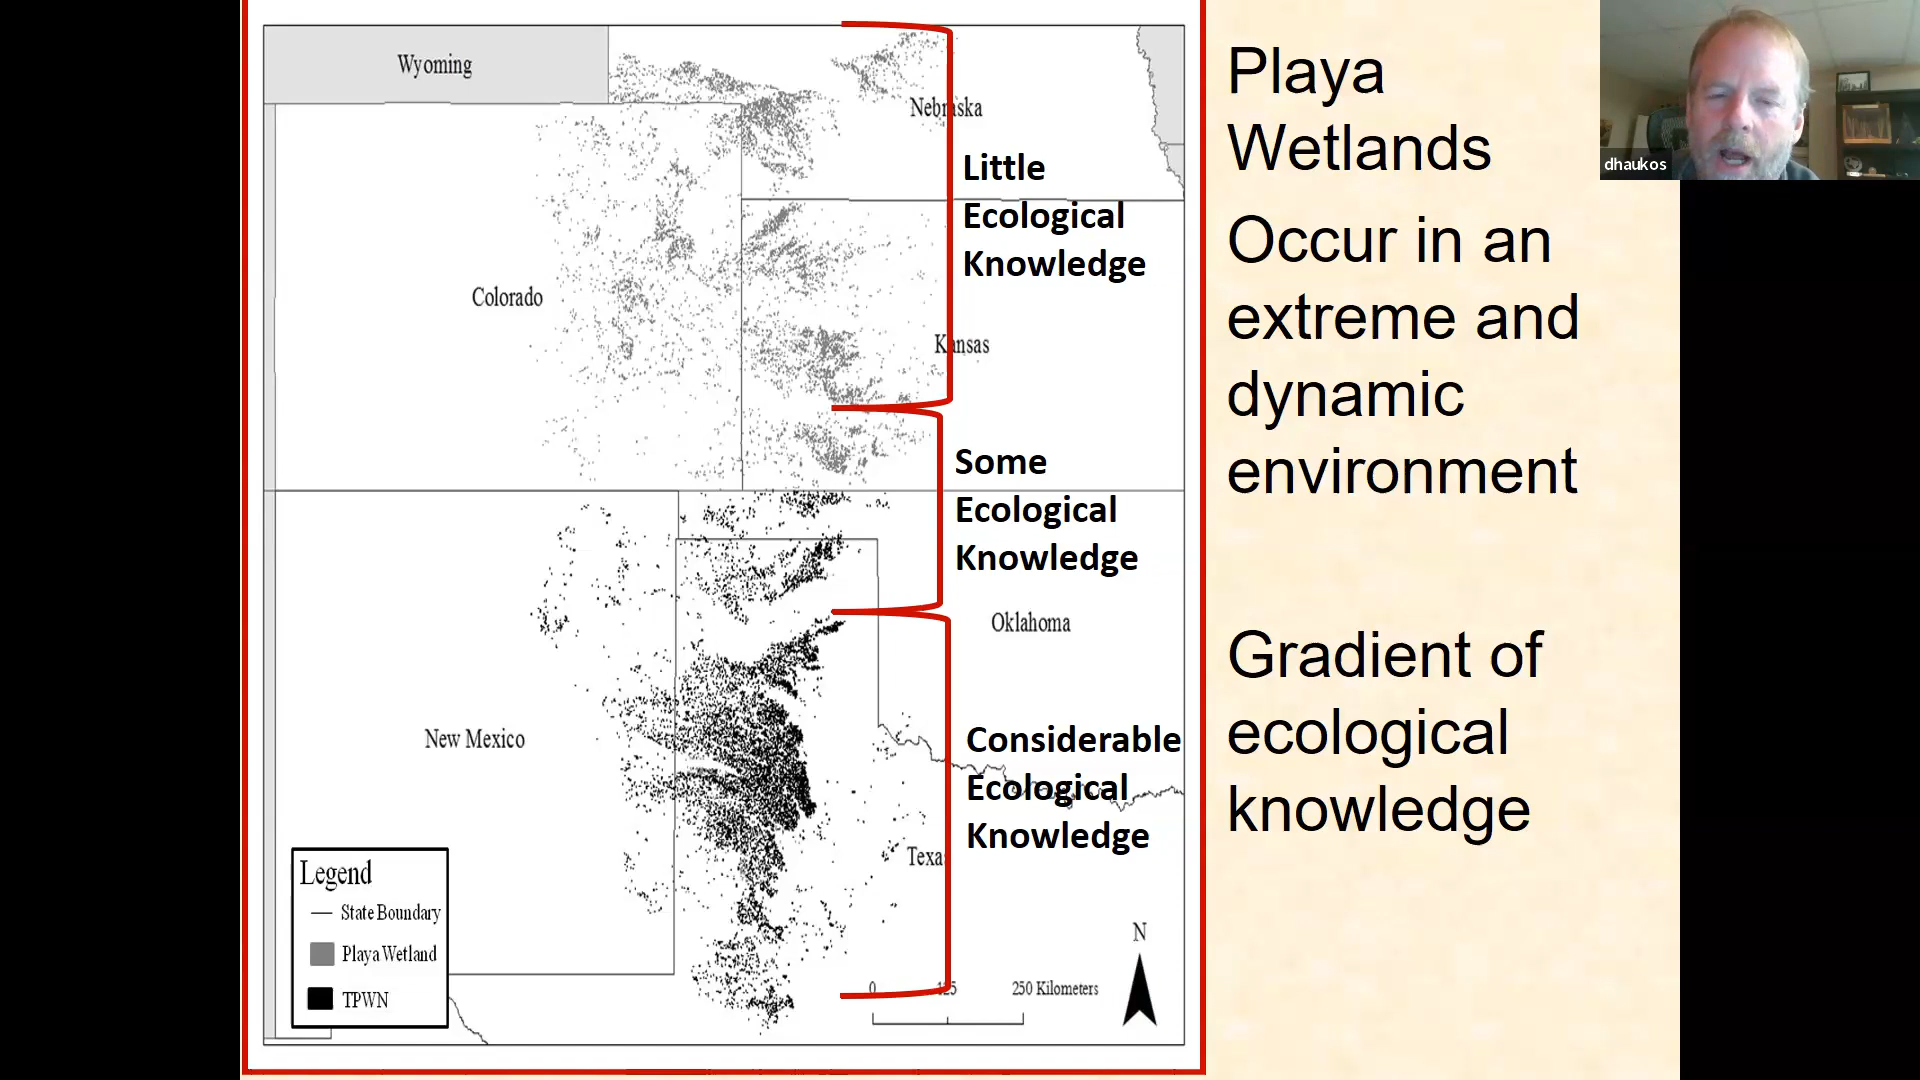 Wyoming
Nebraska
Little
Ecological
Knowledge
Colorado
Kansas
Some
Ecological
Knowledge
Oklahoma
New Mexico
Considerable
Ecological
Knowledge
Texas
Legend
State Boundary
Playa Wetland
TPWN
N
0 125 250 Kilometers
Playa
Wetlands
Occur in an
extreme and
dynamic
environment
Gradient of
ecological
knowledge
dhaukos